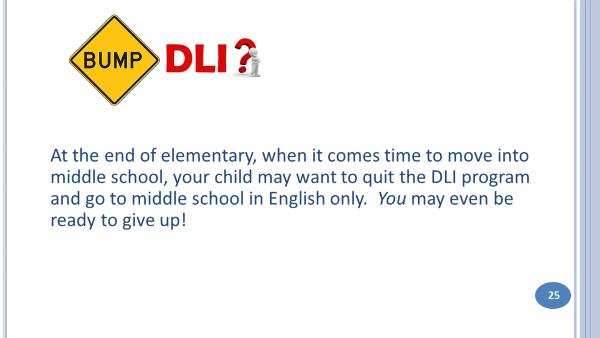 BUMP DLI?
At the end of elementary, when it comes time to move into
middle school, your child may want to quit the DLI program
and go to middle school in English only.  You may even be
ready to give up!
25